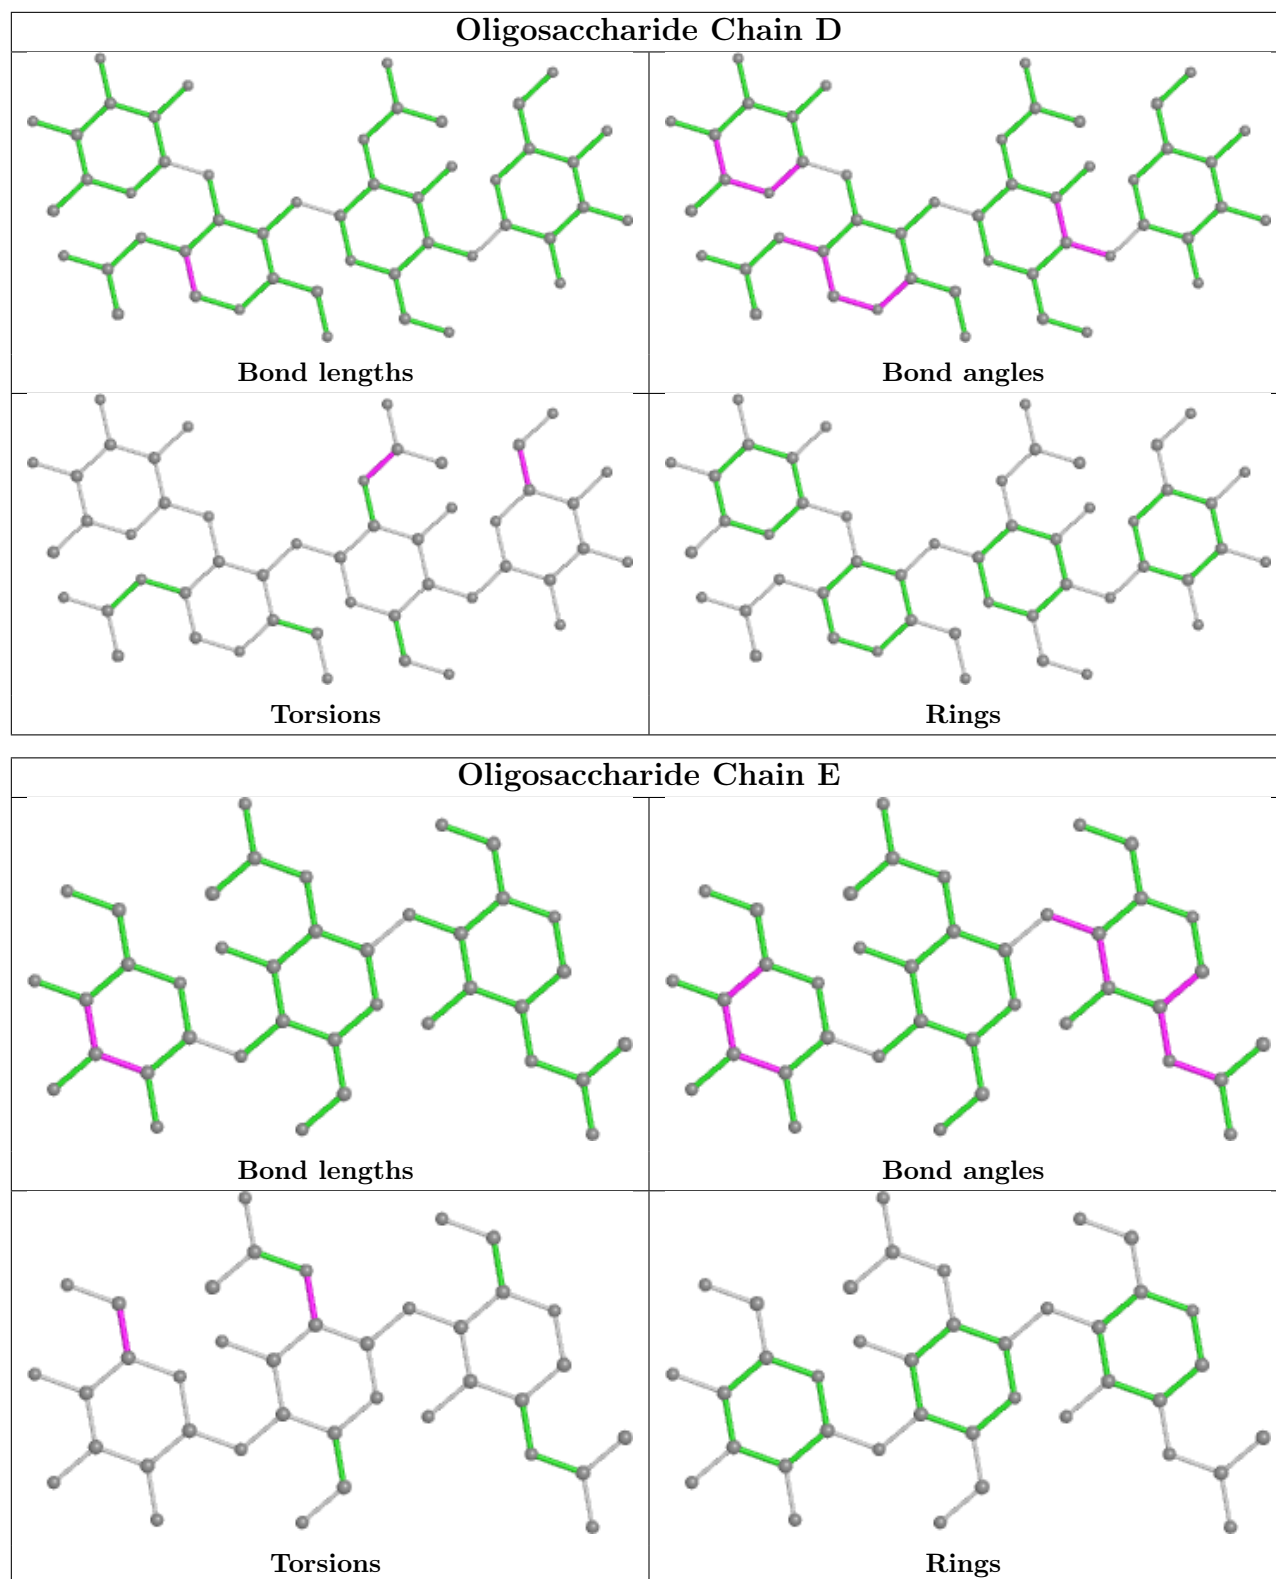 Oligosaccharide Chain D
Bond lengths
Bond angles
Torsions
Rings
Oligosaccharide Chain E
Bond lengths
Bond angles
Torsions
Rings